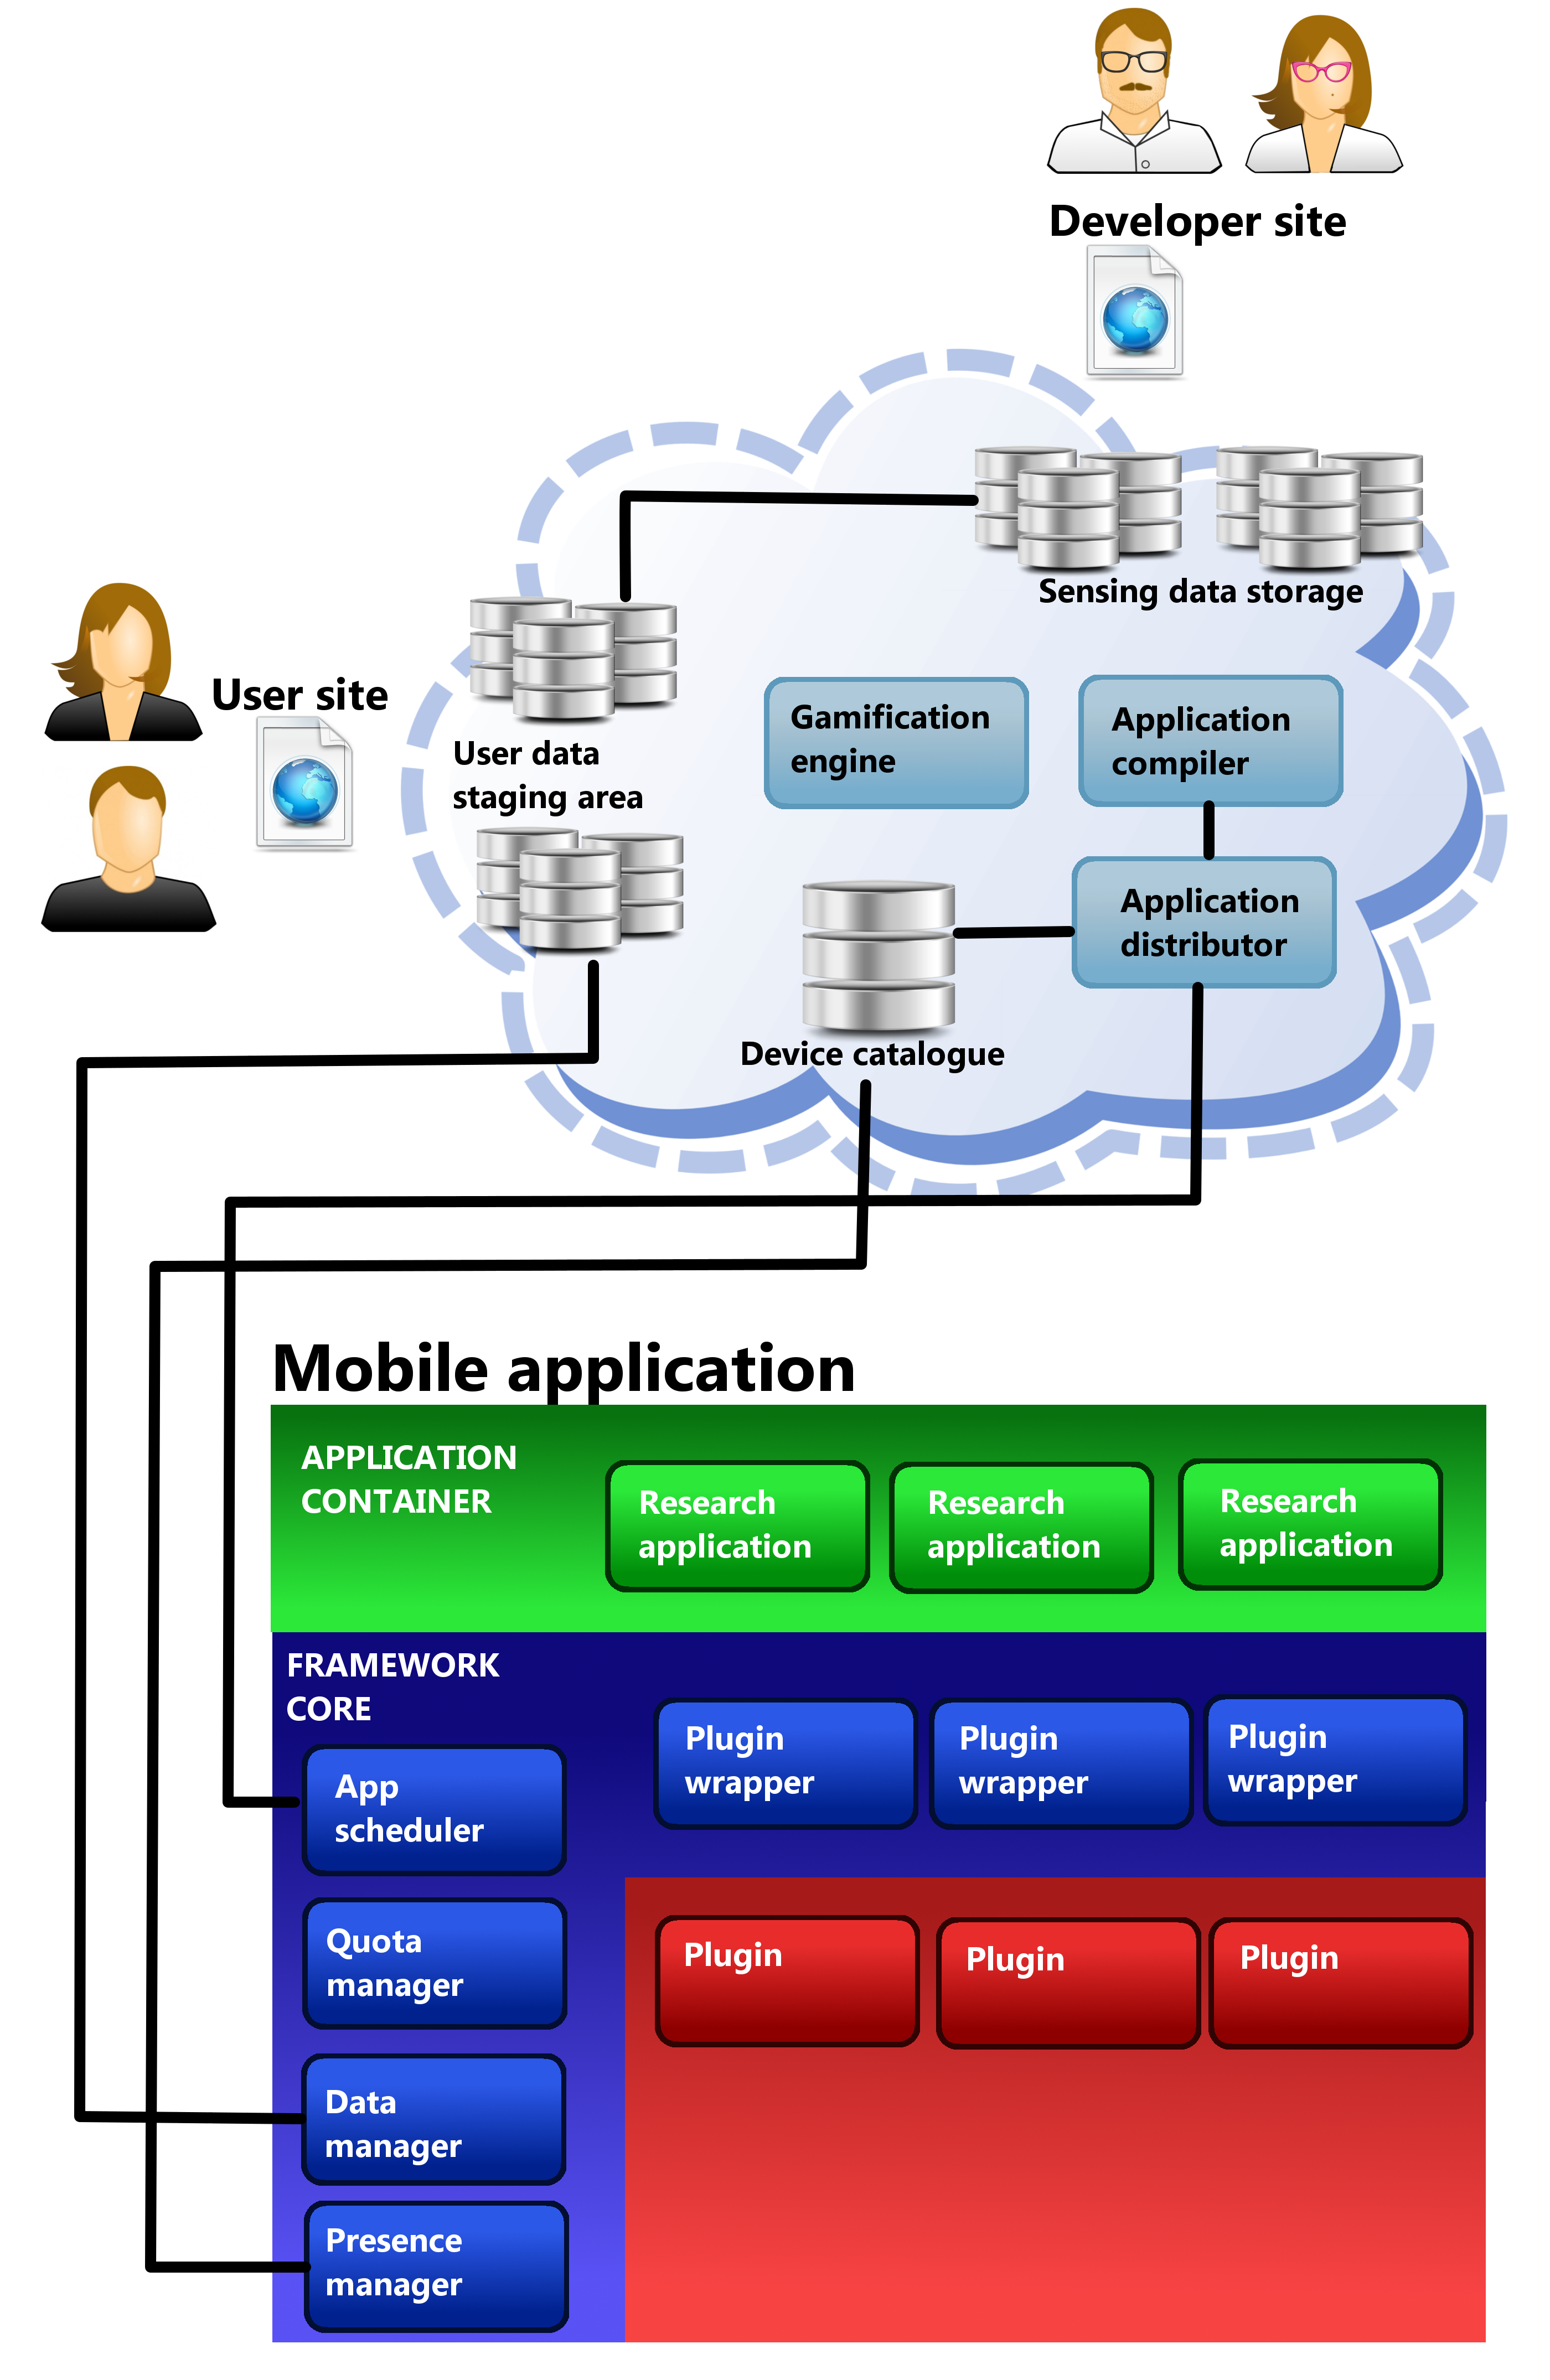 Developer site
Sensing data storage
User site
User data
staging area
Gamification
engine
Application
compiler
Application
distributor
Device catalogue
Mobile application
APPLICATION
CONTAINER
Research
application
Research
application
Research
application
FRAMEWORK
CORE
Plugin
wrapper
Plugin
wrapper
Plugin
wrapper
App
scheduler
Quota
manager
Data
manager
Presence
manager
Plugin
Plugin
Plugin